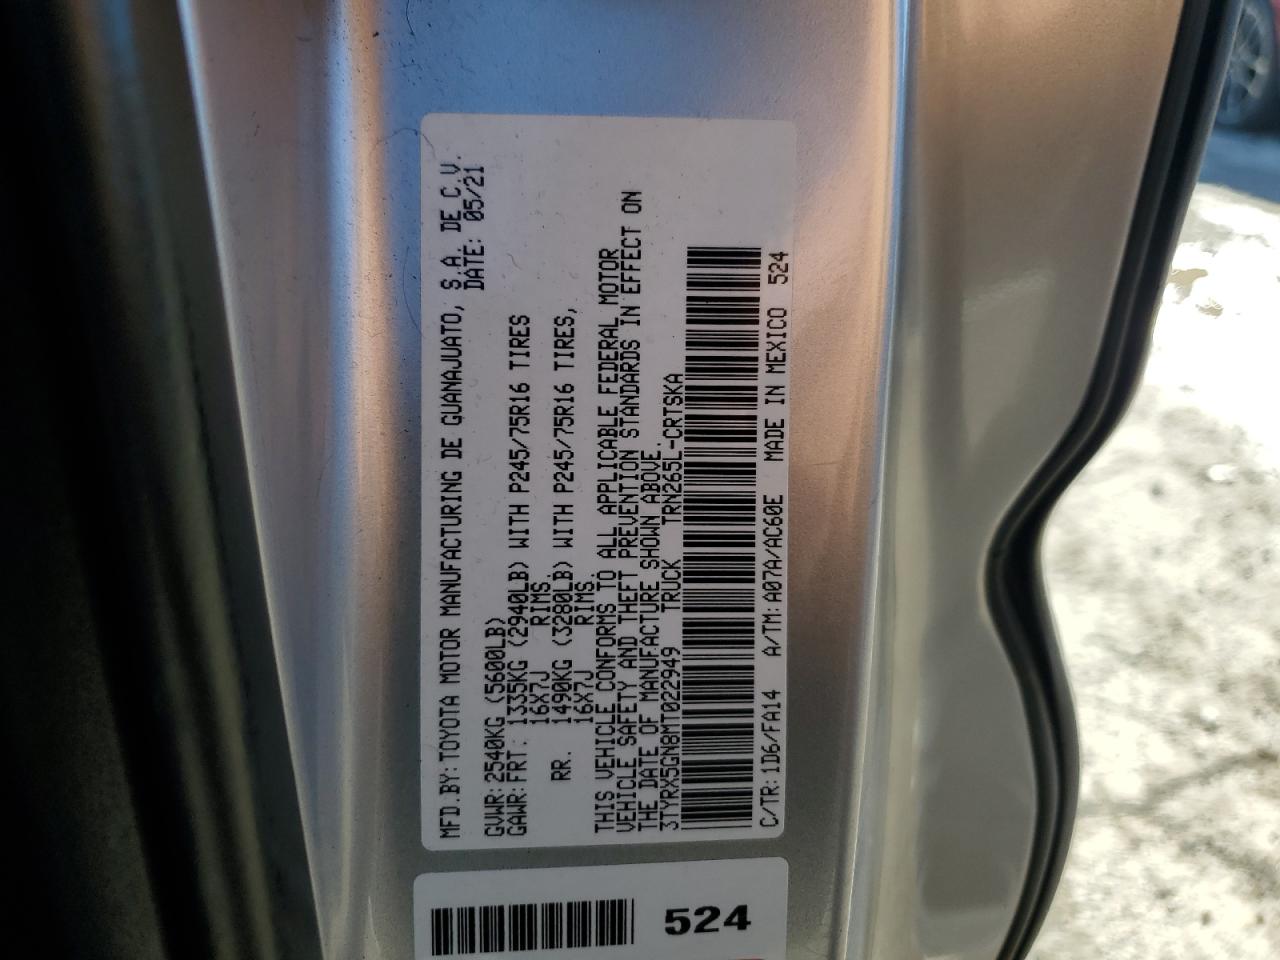 MFD.BY:TOYOTA MOTOR MANUFACTURING DE GUANAJUATO, S.A. DE C.V.
DATE: 05/21
GVWR:2540KG (5600LB)
GAWR:FRT: 1335KG (2940LB) WITH P245/75R16 TIRES
16X7J RIMS.
RR. 1490KG (3280LB) WITH P245/75R16 TIRES,
16X7J RIMS
THIS VEHICLE CONFORMS TO ALL APPLICABLE FEDERAL MOTOR
VEHICLE SAFETY AND THEFT PREVENTION STANDARDS IN EFFECT ON
THE DATE OF MANUFACTURE SHOWN ABOVE.
3TYRX5GN8MT022949 TRUCK TRN265L-CRTSKA
C/TR:1D6/FA14 A/TM:A07A/AC60E MADE IN MEXICO 524
524